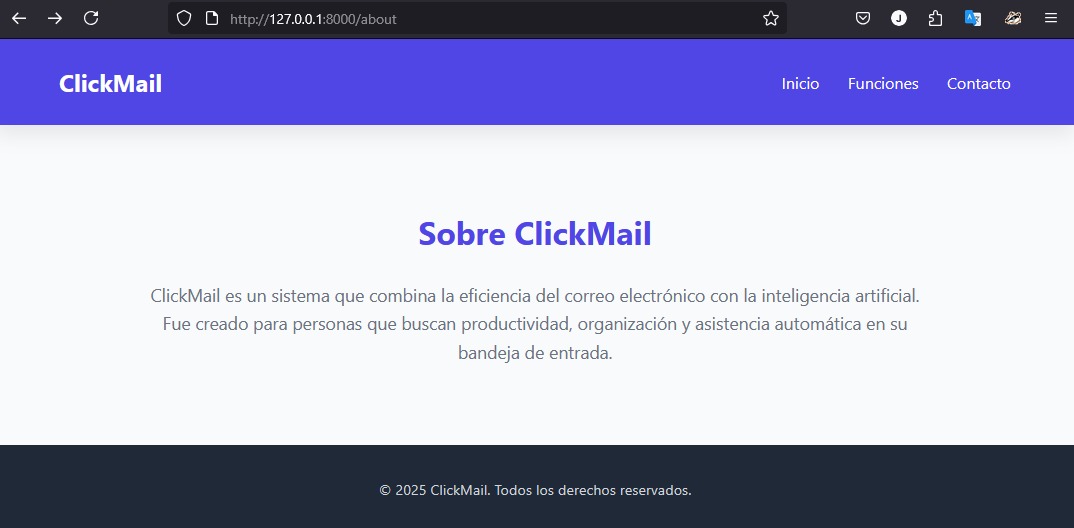 http://127.0.0.1:8000/about
J
ClickMail
Inicio Funciones Contacto
Sobre ClickMail
ClickMail es un sistema que combina la eficiencia del correo electrónico con la inteligencia artificial.
Fue creado para personas que buscan productividad, organización y asistencia automática en su
bandeja de entrada.
© 2025 ClickMail. Todos los derechos reservados.